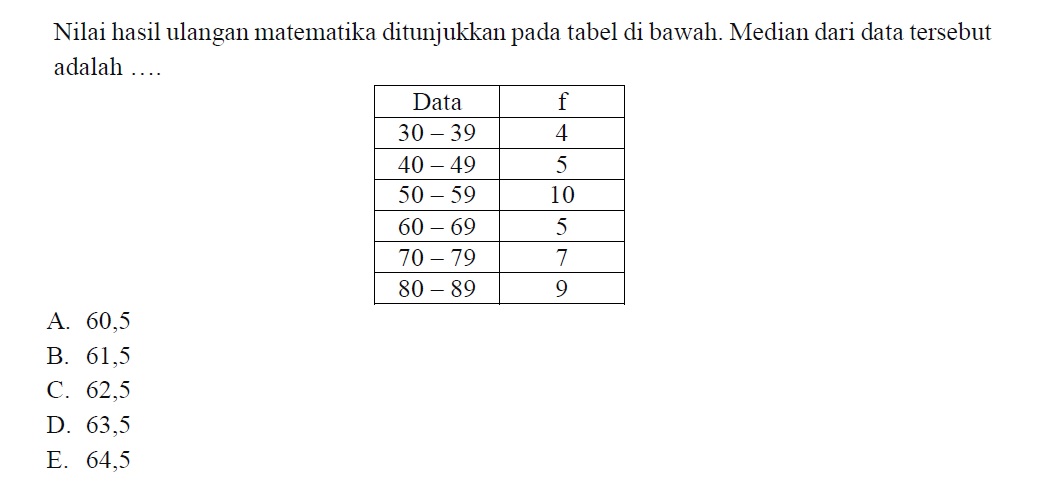 Nilai hasil ulangan matematika ditunjukkan pada tabel di bawah. Median dari data tersebut
adalah ….
Data f
30 – 39 4
40 – 49 5
50 – 59 10
60 – 69 5
70 – 79 7
80 – 89 9
A. 60,5
B. 61,5
C. 62,5
D. 63,5
E. 64,5